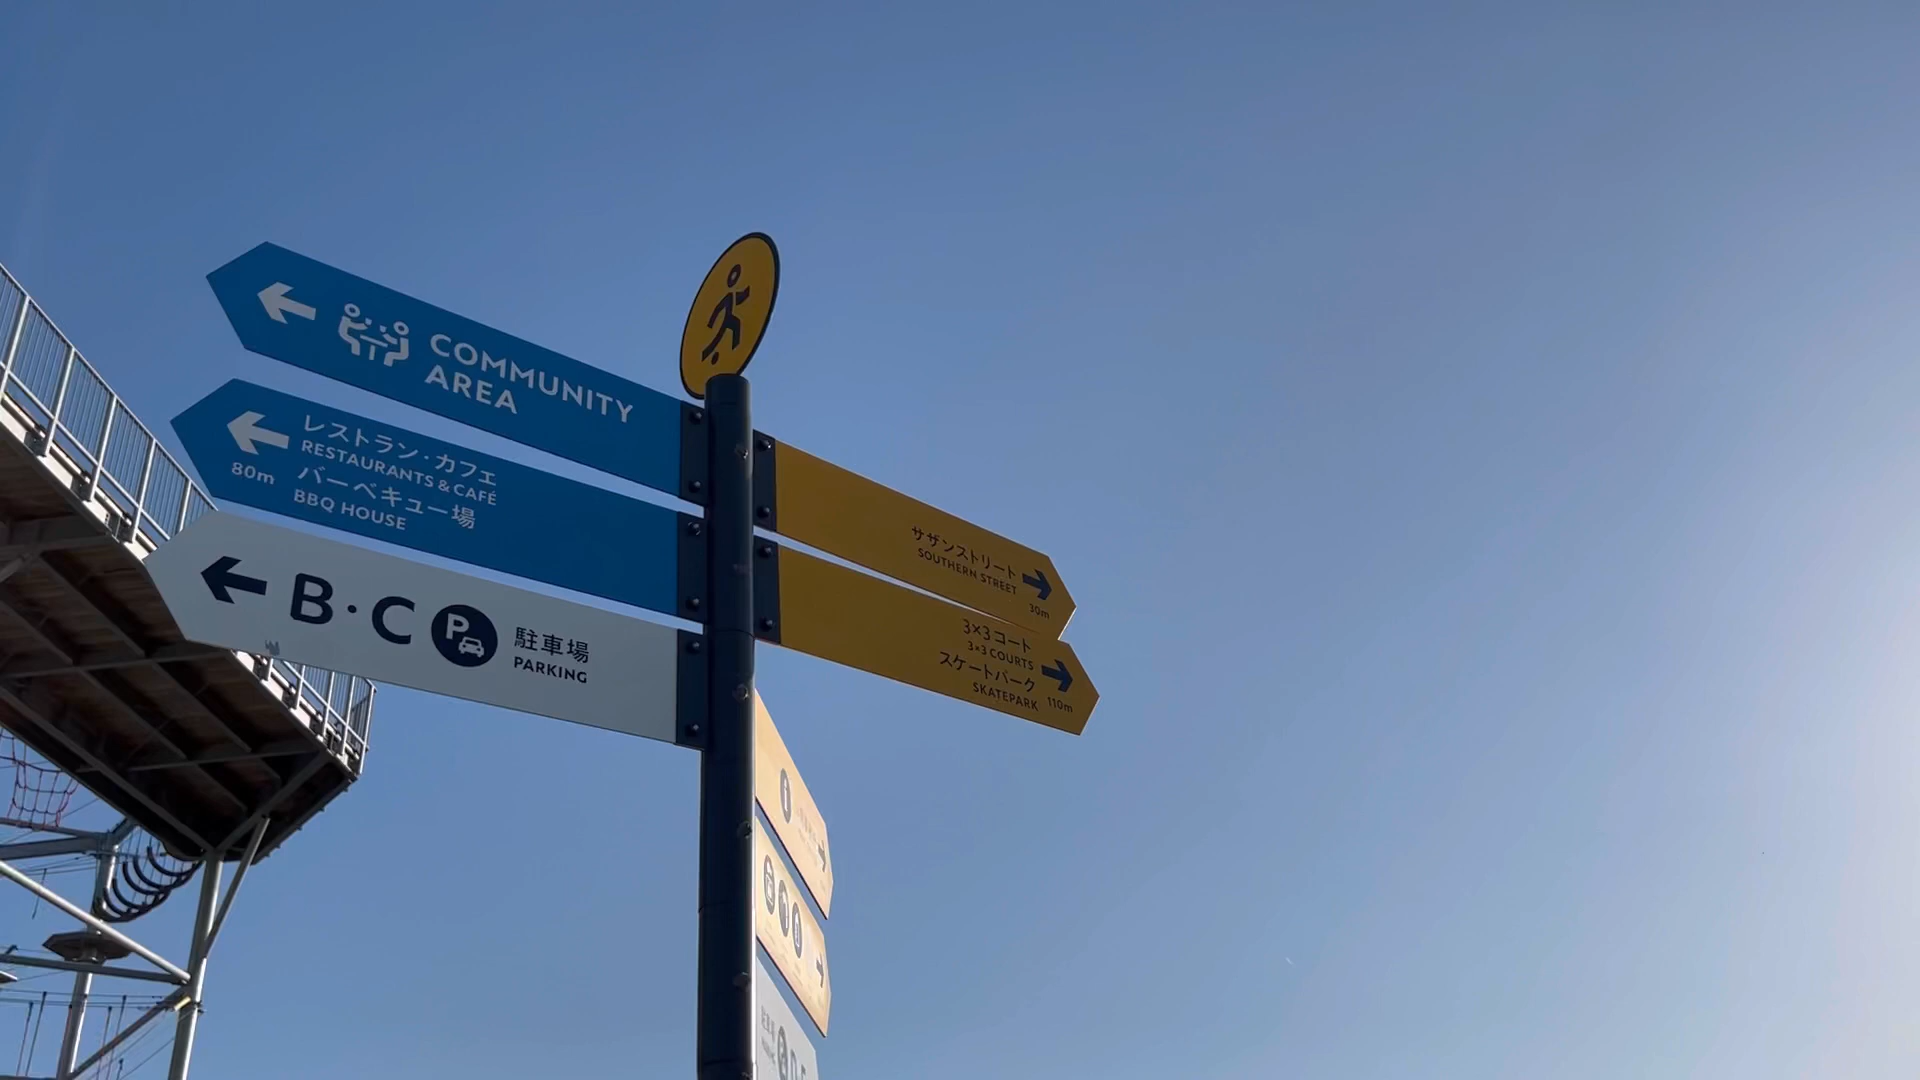 COMMUNITY
AREA
レストラン・カフェ
RESTAURANTS & CAFÉ
80m
バーベキュー場
BBQ HOUSE
B・C
P
駐車場
PARKING
サザンストリート
SOUTHERN STREET
30m
3×3コート
3×3 COURTS
スケートパーク
SKATEPARK
110m
i